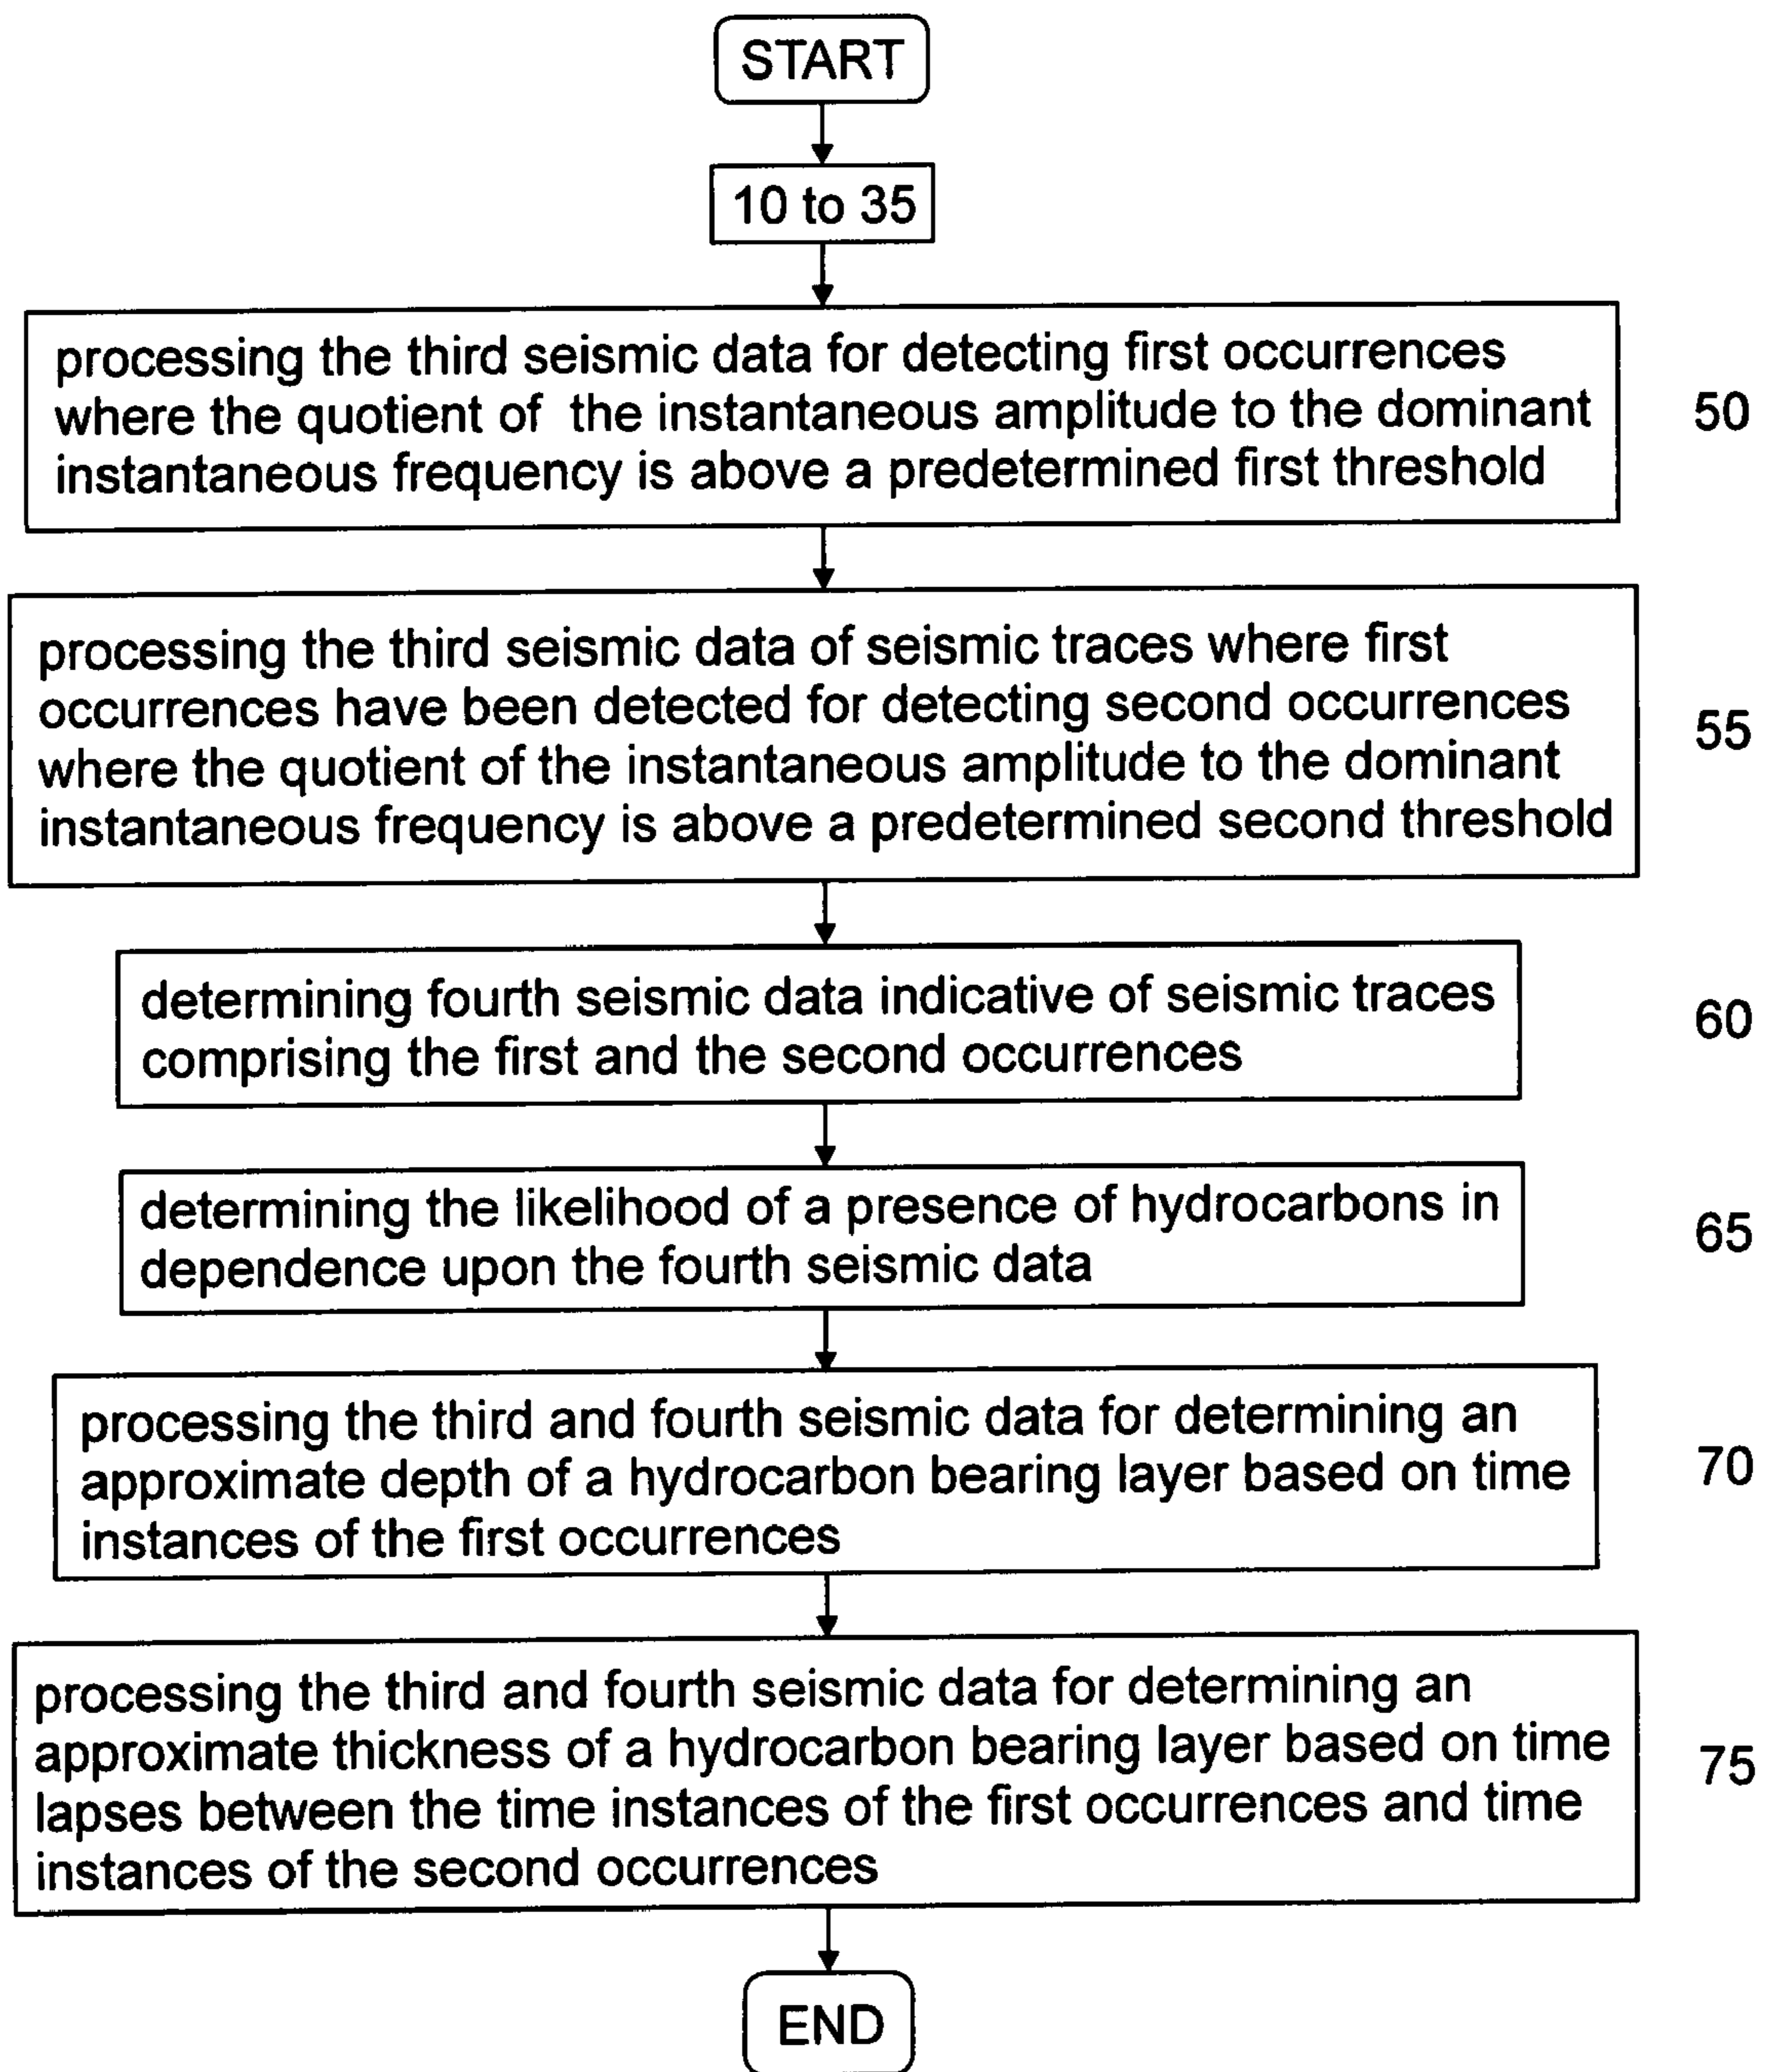 START
10 to 35
processing the third seismic data for detecting first occurrences
where the quotient of the instantaneous amplitude to the dominant
instantaneous frequency is above a predetermined first threshold
50
processing the third seismic data of seismic traces where first
occurrences have been detected for detecting second occurrences
where the quotient of the instantaneous amplitude to the dominant
instantaneous frequency is above a predetermined second threshold
55
determining fourth seismic data indicative of seismic traces
comprising the first and the second occurrences
60
determining the likelihood of a presence of hydrocarbons in
dependence upon the fourth seismic data
65
processing the third and fourth seismic data for determining an
approximate depth of a hydrocarbon bearing layer based on time
instances of the first occurrences
70
processing the third and fourth seismic data for determining an
approximate thickness of a hydrocarbon bearing layer based on time
lapses between the time instances of the first occurrences and time
instances of the second occurrences
75
END